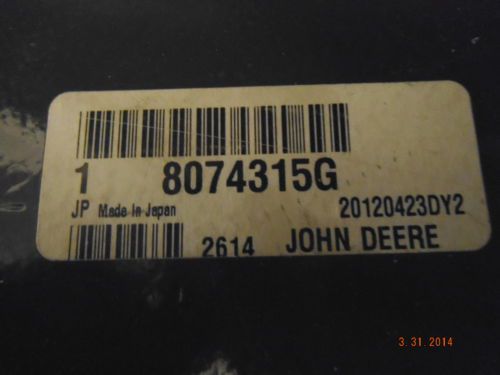 1 8074315G
JP Made In Japan 20120423DY2
2614 JOHN DEERE
3.31.2014